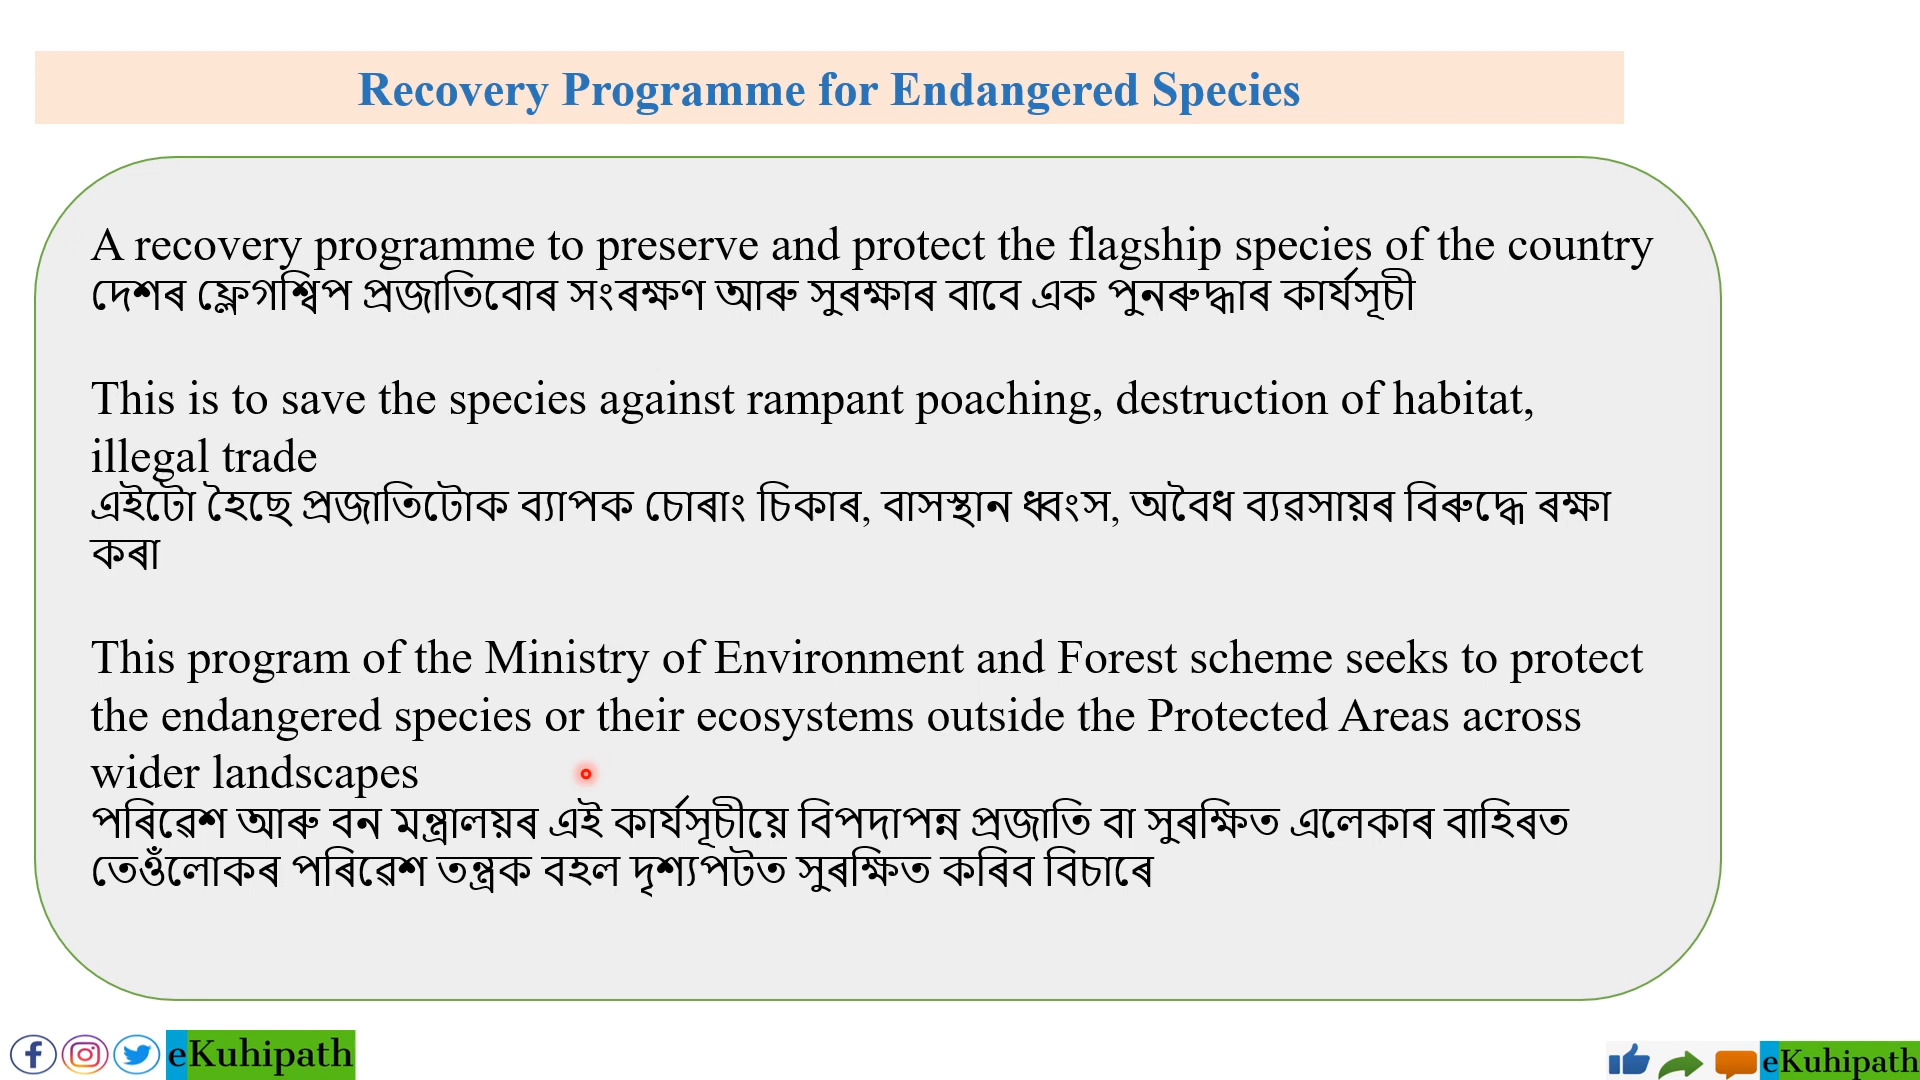 Recovery Programme for Endangered Species
A recovery programme to preserve and protect the flagship species of the country
দেশৰ ফ্লেগশ্বিপ প্ৰজাতিবোৰ সংৰক্ষণ আৰু সুৰক্ষাৰ বাবে এক পুনৰুদ্ধাৰ কাৰ্যসূচী
This is to save the species against rampant poaching, destruction of habitat,
illegal trade
এইটো হৈছে প্ৰজাতিটোক ব্যাপক চোৰাং চিকাৰ, বাসস্থান ধ্বংস, অবৈধ ব্যৱসায়ৰ বিৰুদ্ধে ৰক্ষা
কৰা
This program of the Ministry of Environment and Forest scheme seeks to protect
the endangered species or their ecosystems outside the Protected Areas across
wider landscapes
পৰিৱেশ আৰু বন মন্ত্ৰালয়ৰ এই কাৰ্যসূচীয়ে বিপদাপন্ন প্ৰজাতি বা সুৰক্ষিত এলেকাৰ বাহিৰত
তেওঁলোকৰ পৰিৱেশ তন্ত্ৰক বহল দৃশ্যপটত সুৰক্ষিত কৰিব বিচাৰে
eKuhipath
eKuhipath